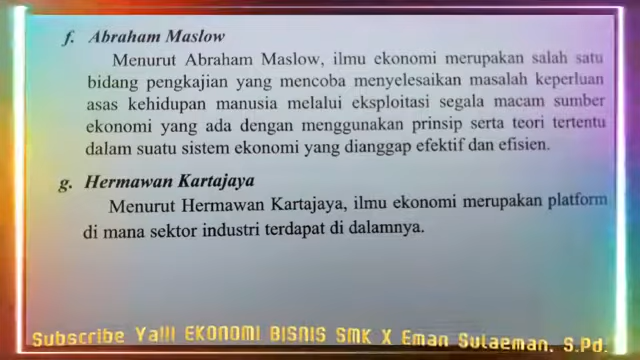 f. Abraham Maslow
Menurut Abraham Maslow, ilmu ekonomi merupakan salah satu
bidang pengkajian yang mencoba menyelesaikan masalah keperluan
asas kehidupan manusia melalui eksploitasi segala macam sumber
ekonomi yang ada dengan menggunakan prinsip serta teori tertentu
dalam suatu sistem ekonomi yang dianggap efektif dan efisien.
g. Hermawan Kartajaya
Menurut Hermawan Kartajaya, ilmu ekonomi merupakan platform
di mana sektor industri terdapat di dalamnya.
Subscribe Ya!!! EKONOMI BISNIS SMK X Eman Sulaeman. S.Pd.